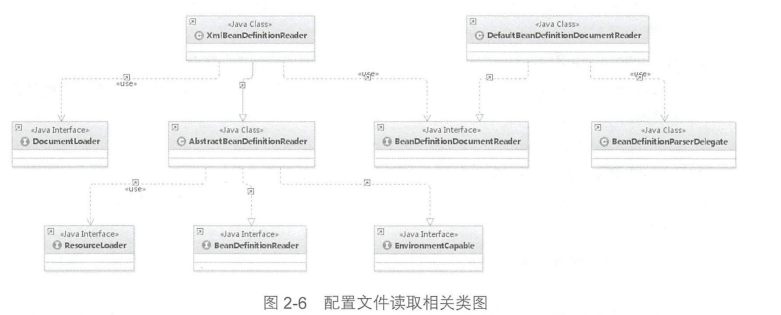 «Java Class»
XmlBeanDefinitionReader
«Java Class»
DefaultBeanDefinitionDocumentReader
«use»
«use»
«use»
«Java Interface»
DocumentLoader
«Java Class»
AbstractBeanDefinitionReader
«Java Interface»
BeanDefinitionDocumentReader
«Java Class»
BeanDefinitionParserDelegate
«use»
«Java Interface»
ResourceLoader
«Java Interface»
BeanDefinitionReader
«Java Interface»
EnvironmentCapable
图 2-6 配置文件读取相关类图